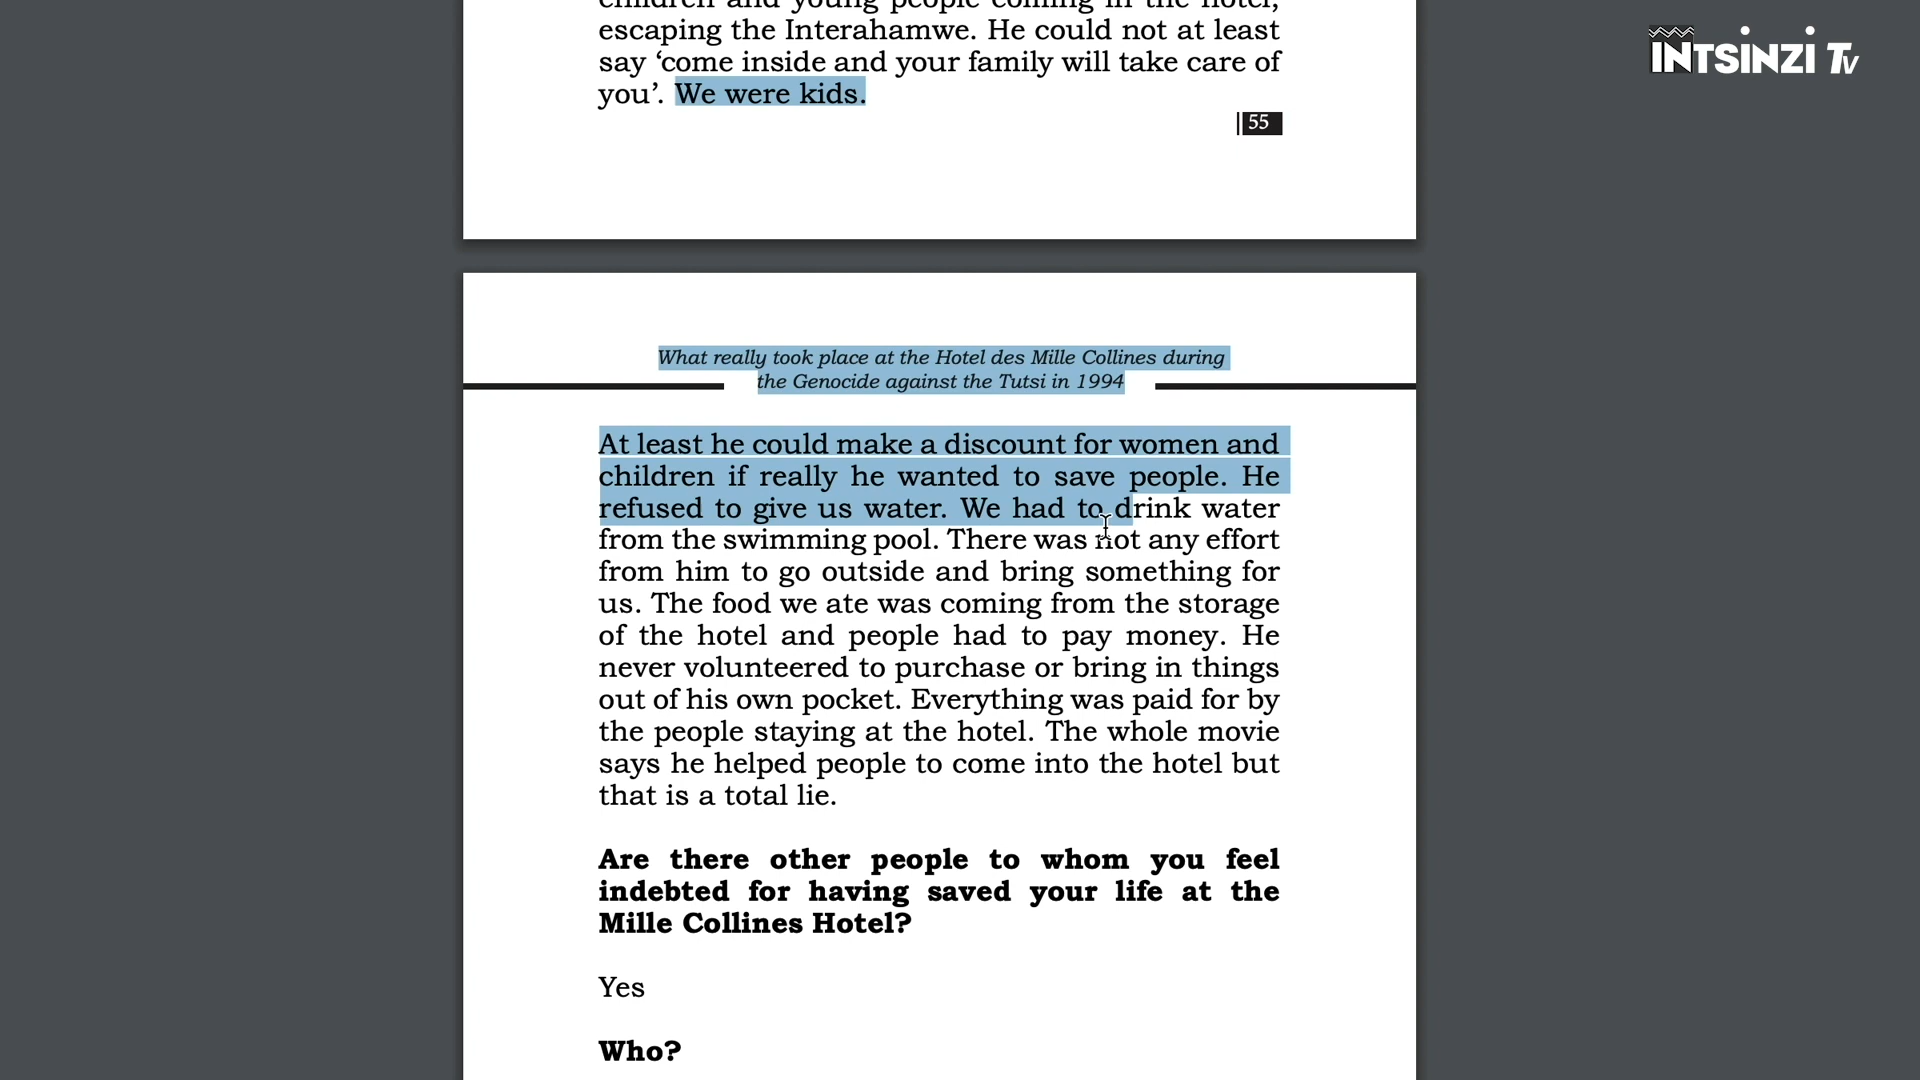 children and young people coming in the hotel,
escaping the Interahamwe. He could not at least
say ‘come inside and your family will take care of
you’. We were kids.
55
INTSINZI TV
What really took place at the Hotel des Mille Collines during
the Genocide against the Tutsi in 1994
At least he could make a discount for women and
children if really he wanted to save people. He
refused to give us water. We had to drink water
from the swimming pool. There was not any effort
from him to go outside and bring something for
us. The food we ate was coming from the storage
of the hotel and people had to pay money. He
never volunteered to purchase or bring in things
out of his own pocket. Everything was paid for by
the people staying at the hotel. The whole movie
says he helped people to come into the hotel but
that is a total lie.
Are there other people to whom you feel
indebted for having saved your life at the
Mille Collines Hotel?
Yes
Who?